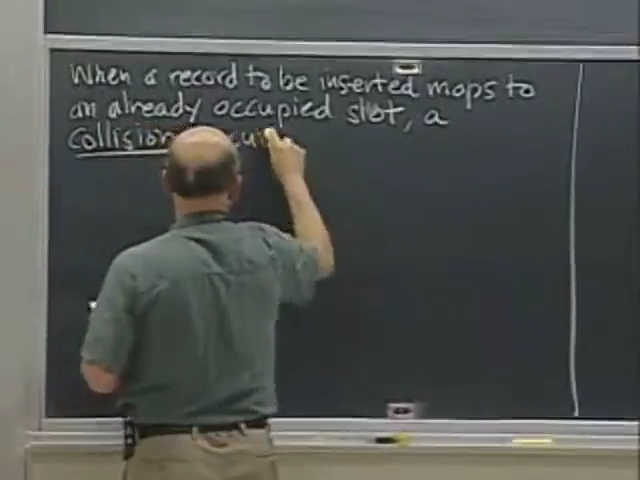 When a record to be inserted maps to
an already occupied slot, a
collision